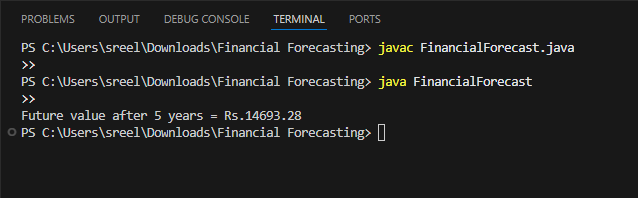 PROBLEMS OUTPUT DEBUG CONSOLE TERMINAL PORTS
PS C:\Users\sreel\Downloads\Financial Forecasting> javac FinancialForecast.java
>>
PS C:\Users\sreel\Downloads\Financial Forecasting> java FinancialForecast
>>
Future value after 5 years = Rs.14693.28
PS C:\Users\sreel\Downloads\Financial Forecasting>